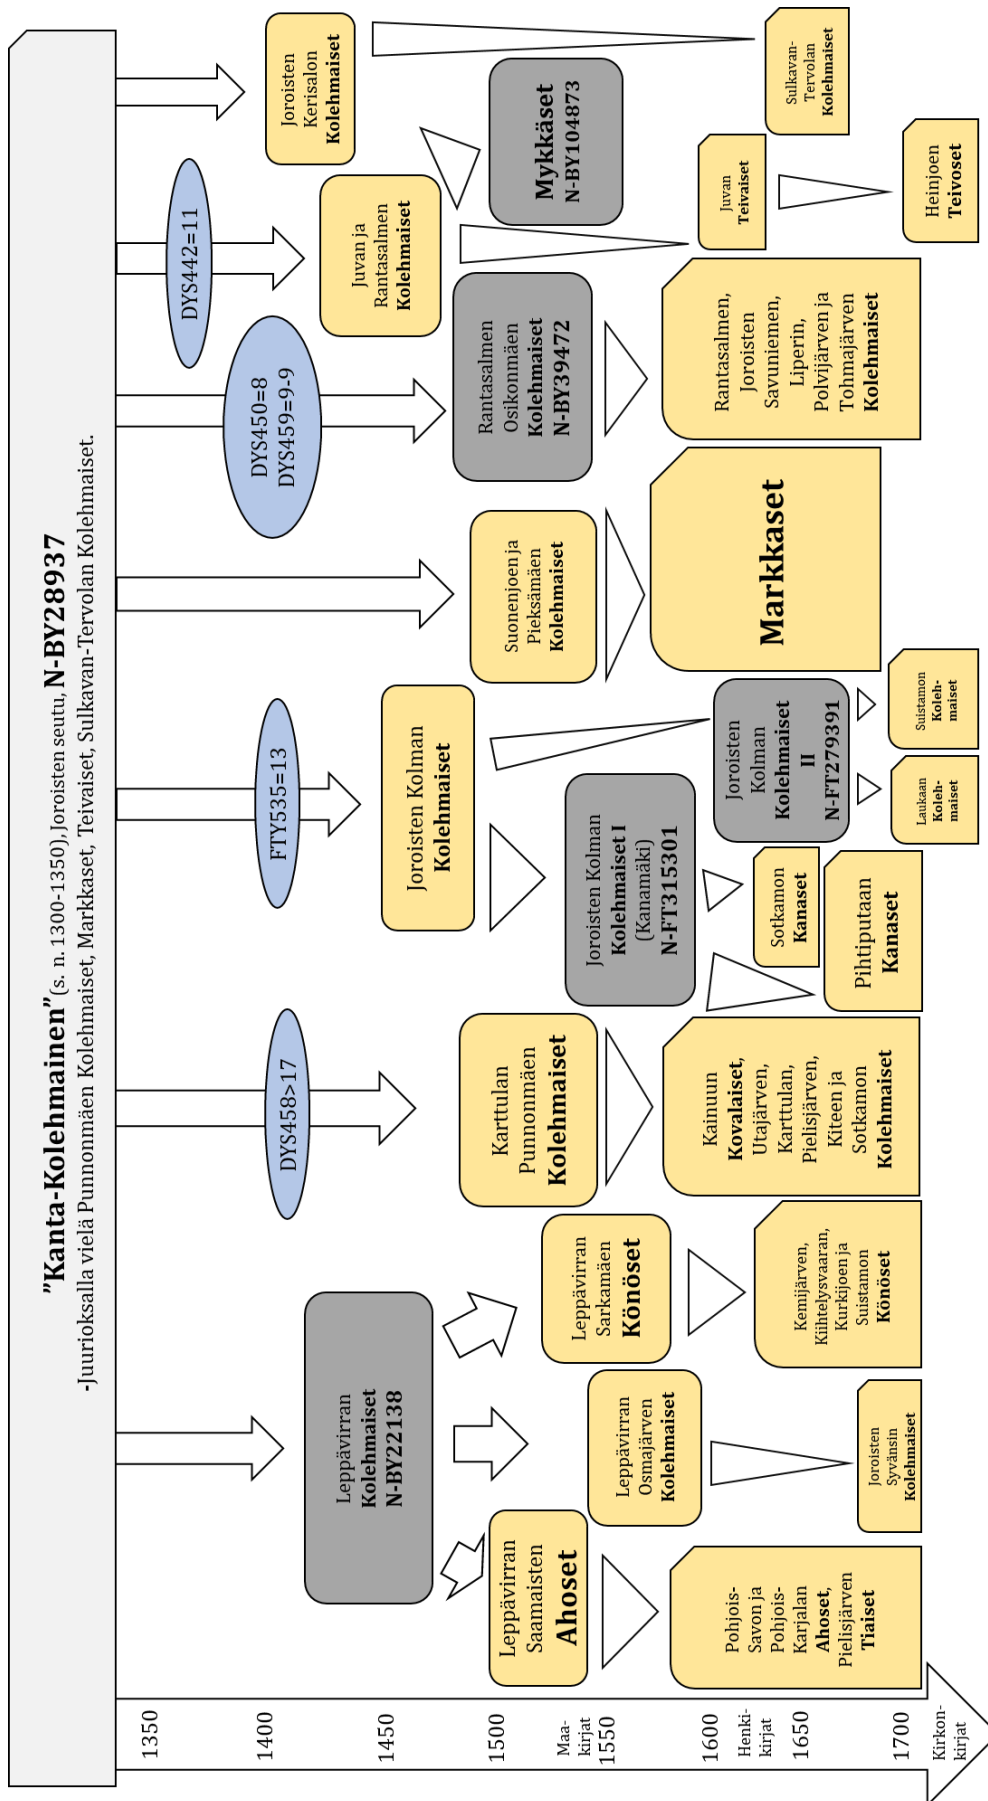 "Kanta-Kolehmainen" (s. n. 1300-1350), Joroisten seutu, N-BY28937
-Juurioksalla vielä Punnonmäen Kolehmaiset, Markkaset, Teivaiset, Sulkavan-Tervolan Kolehmaiset.
1350
1400
1450
1500
Maa-
kirjat
1550
1600
Henki-
kirjat
1650
1700
Kirkon-
kirjat
Leppävirran
Kolehmaiset
N-BY22138
Leppävirran
Saamaisten
Ahoset
Pohjois-
Savon ja
Pohjois-
Karjalan
Ahoset,
Pielisjärven
Tiaiset
Leppävirran
Osmajärven
Kolehmaiset
Joroisten
Syvänsin
Kolehmaiset
Leppävirran
Sarkamäen
Könöset
Kemijärven,
Kiihtelysvaaran,
Kurkijoen ja
Suistamon
Könöset
DYS458>17
Karttulan
Punnonmäen
Kolehmaiset
Kainuun
Kovalaiset,
Utajärven,
Karttulan,
Pielisjärven,
Kiteen ja
Sotkamon
Kolehmaiset
FTY535=13
Joroisten Kolman
Kolehmaiset
Joroisten Kolman
Kolehmaiset I
(Kanamäki)
N-FT315301
Pihtiputaan
Kanaset
Sotkamon
Kanaset
Joroisten
Kolman
Kolehmaiset
II
N-FT279391
Laukaan
Koleh-
maiset
Suistamon
Koleh-
maiset
Suonenjoen ja
Pieksämäen
Kolehmaiset
Markkaset
DYS450=8
DYS459=9-9
Rantasalmen
Osikonmäen
Kolehmaiset
N-BY39472
Rantasalmen,
Joroisten
Savuniemen,
Liperin,
Polvijärven ja
Tohmajärven
Kolehmaiset
DYS442=11
Juvan ja
Rantasalmen
Kolehmaiset
Mykkäset
N-BY104873
Juvan
Teivaiset
Heinjoen
Teivoset
Joroisten
Kerisalon
Kolehmaiset
Sulkavan-
Tervolan
Kolehmaiset